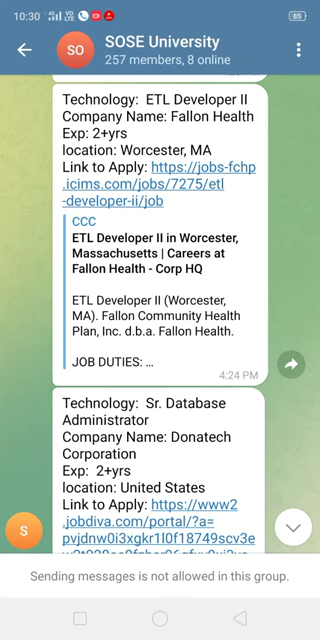 10:30
85
SO
SOSE University
257 members, 8 online
Technology:  ETL Developer II
Company Name: Fallon Health
Exp: 2+yrs
location: Worcester, MA
Link to Apply: https://jobs-fchp
.icims.com/jobs/7275/etl
-developer-ii/job
CCC
ETL Developer II in Worcester,
Massachusetts | Careers at
Fallon Health - Corp HQ
ETL Developer II (Worcester,
MA). Fallon Community Health
Plan, Inc. d.b.a. Fallon Health.
JOB DUTIES: ...
4:24 PM
Technology:  Sr. Database
Administrator
Company Name: Donatech
Corporation
Exp:  2+yrs
location: United States
Link to Apply: https://www2
.jobdiva.com/portal/?a=
pvjdnw0i3xgkr1l0f18749scv3e
S
Sending messages is not allowed in this group.